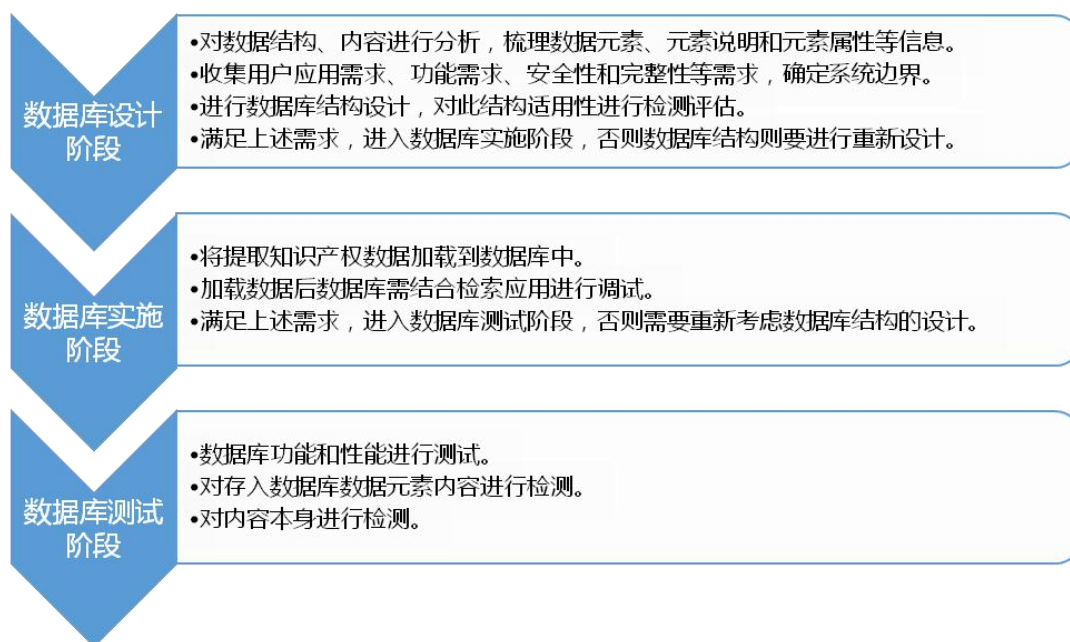 数据库设计
阶段
•对数据结构、内容进行分析，梳理数据元素、元素说明和元素属性等信息。
•收集用户应用需求、功能需求、安全性和完整性等需求，确定系统边界。
•进行数据库结构设计，对此结构适用性进行检测评估。
•满足上述需求，进入数据库实施阶段，否则数据库结构则要进行重新设计。
数据库实施
阶段
•将提取知识产权数据加载到数据库中。
•加载数据后数据库需结合检索应用进行调试。
•满足上述需求，进入数据库测试阶段，否则需要重新考虑数据库结构的设计。
数据库测试
阶段
•数据库功能和性能进行测试。
•对存入数据库数据元素内容进行检测。
•对内容本身进行检测。